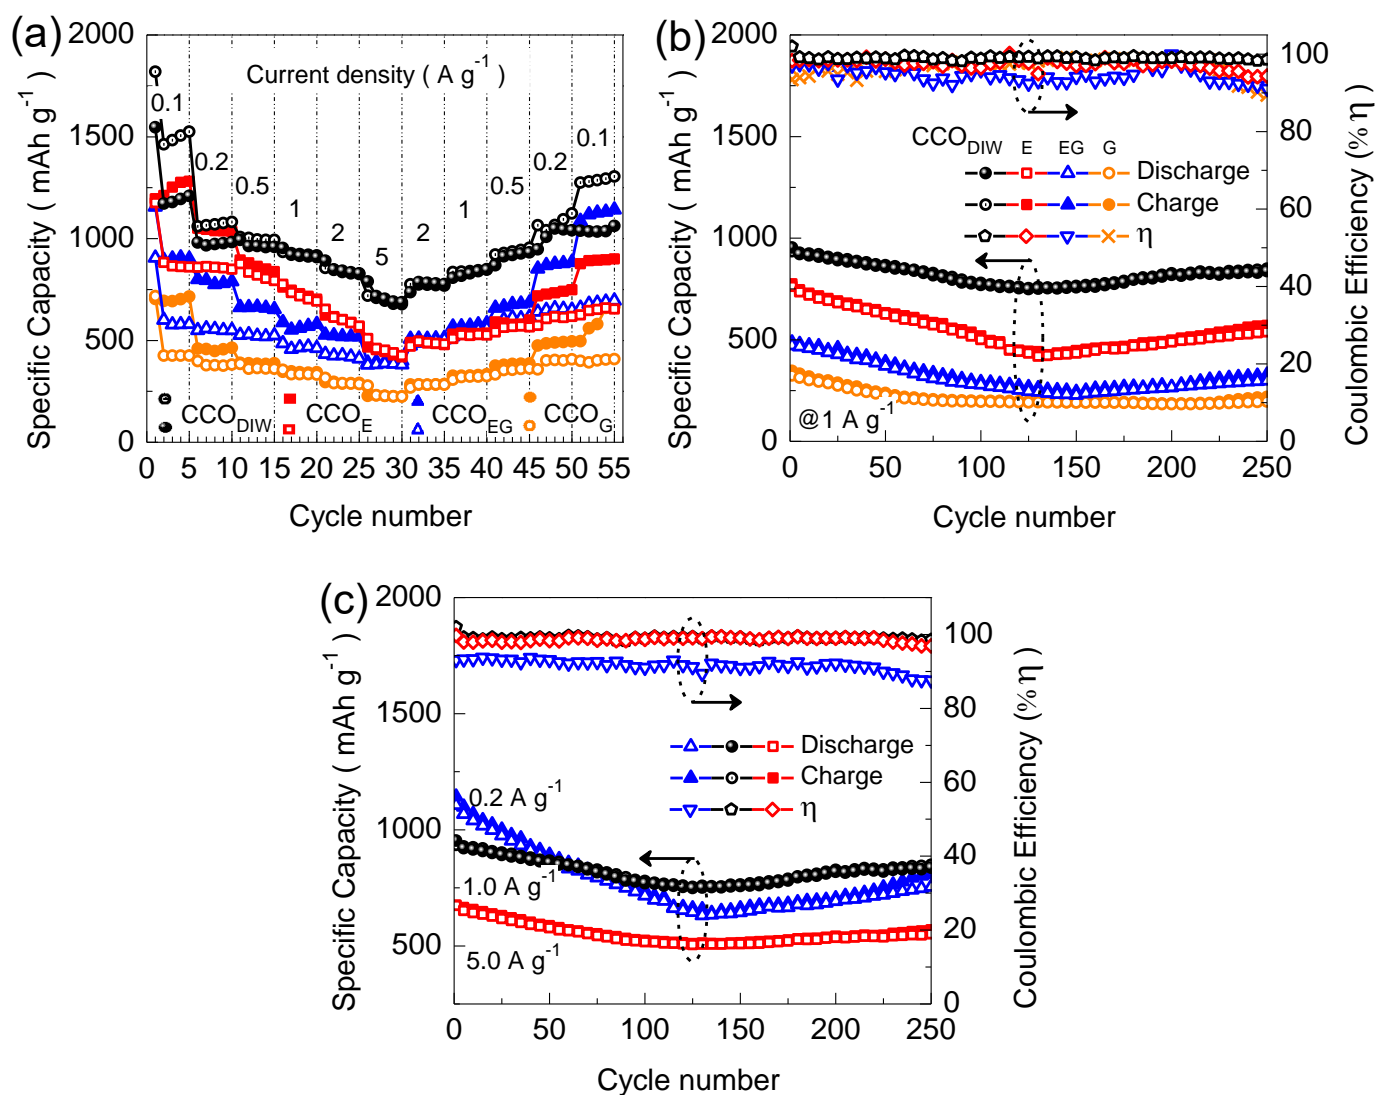 (a)
Specific Capacity ( mAh g-1 )
2000
1500
1000
500
0
Current density ( A g-1 )
0.1
0.2
0.5
1
2
5
2
1
0.5
0.2
0.1
CCODIW
CCOE
CCOEG
CCOG
0 5 10 15 20 25 30 35 40 45 50 55
Cycle number
(b)
Specific Capacity ( mAh g-1 )
2000
1500
1000
500
0
CCODIW E EG G
Discharge
Charge
η
@1 A g-1
100
80
60
40
20
0
Coulombic Efficiency (% η )
0 50 100 150 200 250
Cycle number
(c)
Specific Capacity ( mAh g-1 )
2000
1500
1000
500
Discharge
Charge
η
0.2 A g-1
1.0 A g-1
5.0 A g-1
100
80
60
40
20
0
Coulombic Efficiency (% η )
0 50 100 150 200 250
Cycle number